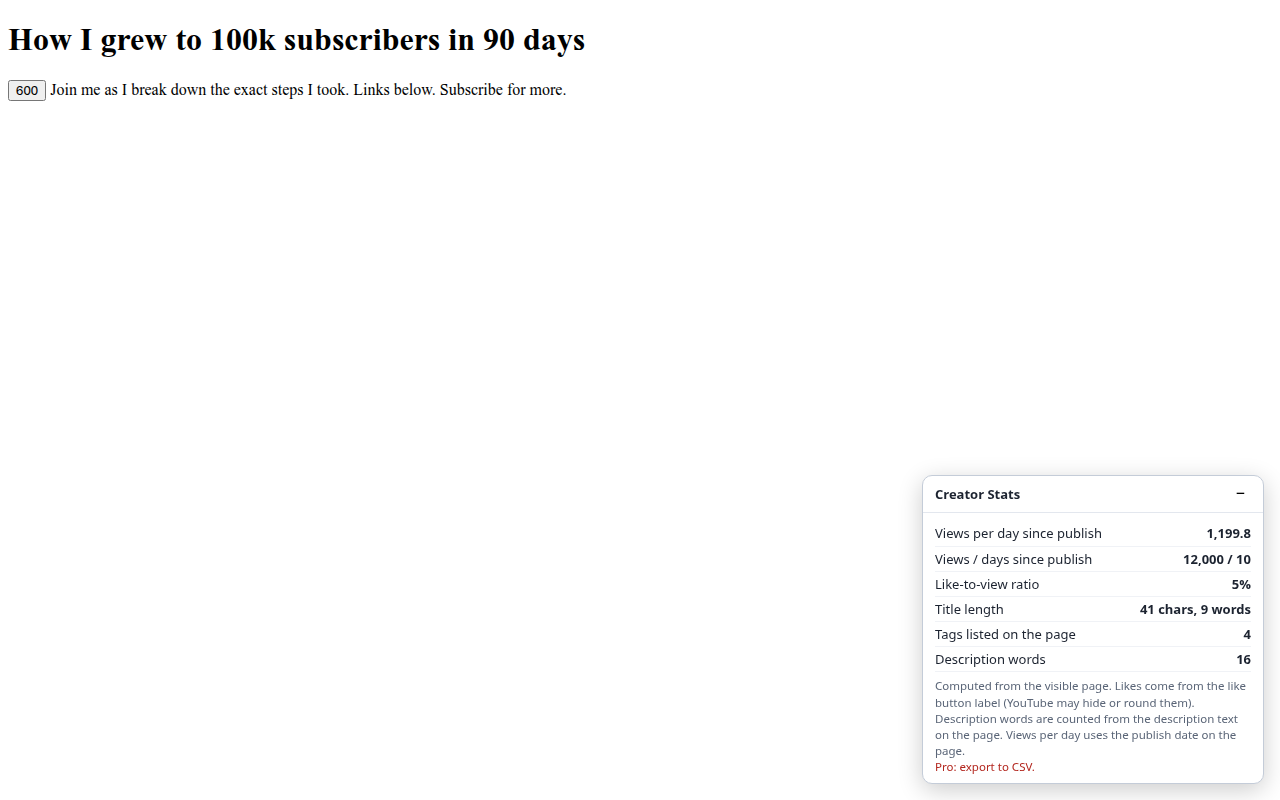 How I grew to 100k subscribers in 90 days
600 Join me as I break down the exact steps I took. Links below. Subscribe for more.
Creator Stats −
Views per day since publish 1,199.8
Views / days since publish 12,000 / 10
Like-to-view ratio 5%
Title length 41 chars, 9 words
Tags listed on the page 4
Description words 16
Computed from the visible page. Likes come from the like
button label (YouTube may hide or round them).
Description words are counted from the description text
on the page. Views per day uses the publish date on the
page.
Pro: export to CSV.